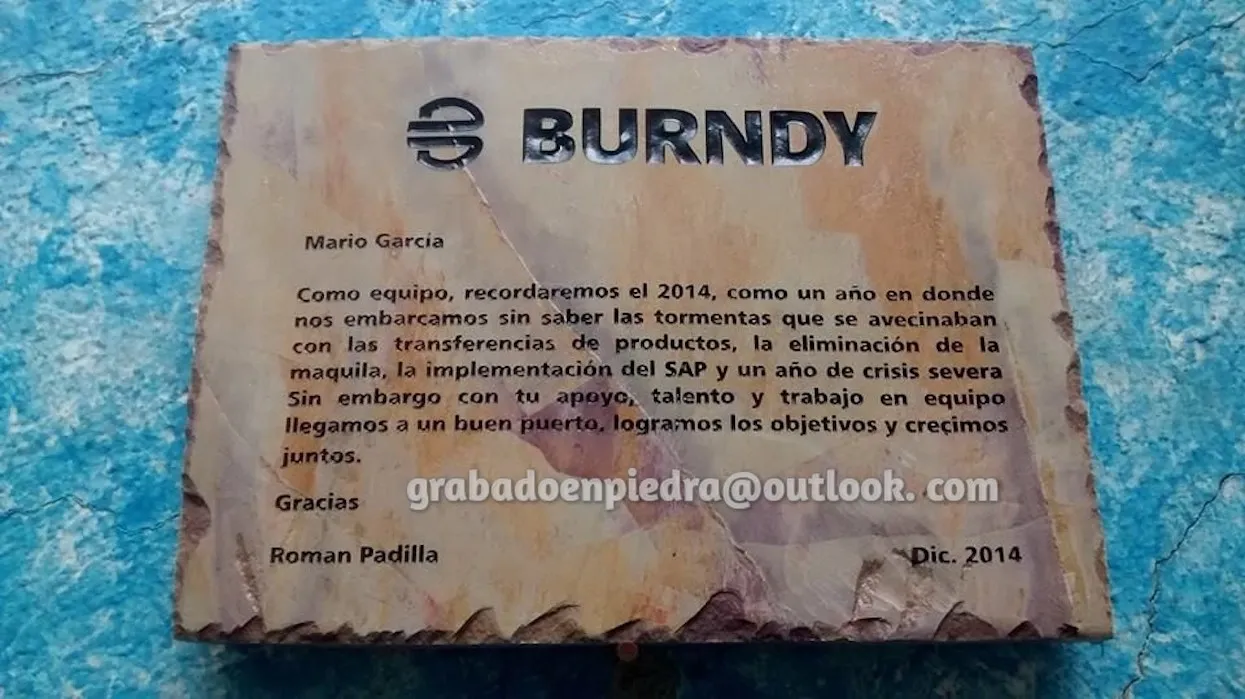 BURNDY
Mario García
Como equipo, recordaremos el 2014, como un año en donde
nos embarcamos sin saber las tormentas que se avecinaban
con las transferencias de productos, la eliminación de la
maquila, la implementación del SAP y un año de crisis severa
Sin embargo con tu apoyo, talento y trabajo en equipo
llegamos a un buen puerto, logramos los objetivos y crecimos
juntos.
grabadoenpiedra@outlook. com
Gracias
Roman Padilla Dic. 2014